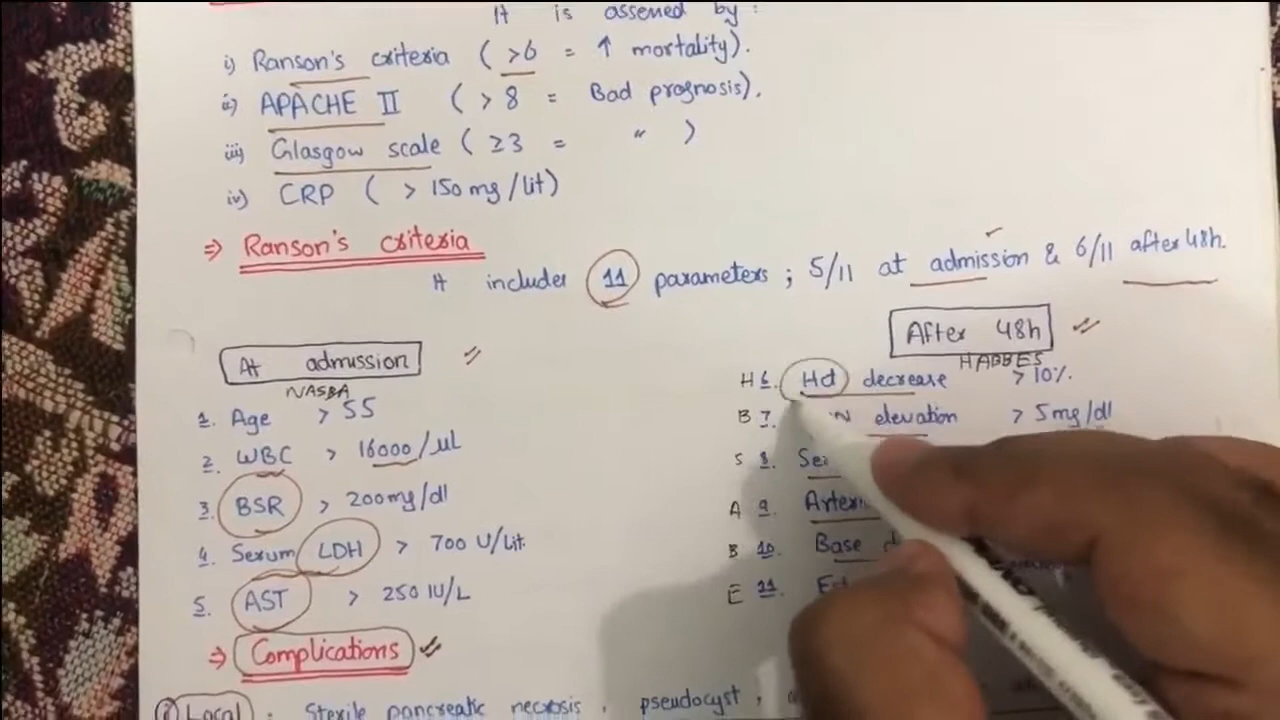 It is assened by :
i) Ranson's criteria ( >6 = ↑ mortality).
ii) APACHE II ( > 8 = Bad prognosis).
iii) Glasgow scale ( ≥3 = " )
iv) CRP ( > 150 mg/lit)
⇒ Ranson's criteria
It includes 11 parameters ; 5/11 at admission & 6/11 after 48h.
At admission
NASBA
1. Age > 55
2. WBC > 16000/µL
3. BSR > 200mg/dl
4. Serum LDH > 700 U/Lit
5. AST > 250 IU/L
After 48h
HABBES
H 6. Hct decrease > 10%.
B 7. elevation > 5mg/dl
S 8.
A 9.
B 10. Base
E 11.
⇒ Complications
Local : Sterile pancreatic necrosis, pseudocyst,